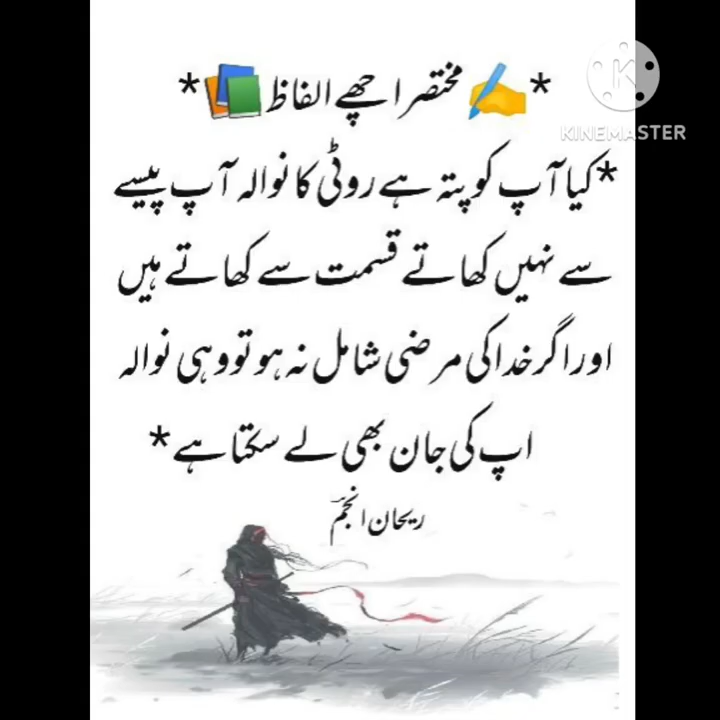 *✍️ مختصر اچھے الفاظ 📚*
KINEMASTER
*کیا آپ کو پتہ ہے روٹی کا نوالہ آپ پیسے
سے نہیں کھاتے قسمت سے کھاتے ہیں
اور اگر خدا کی مرضی شامل نہ ہو تو وہی نوالہ
اپ کی جان بھی لے سکتا ہے*
ریحان انجمؔ